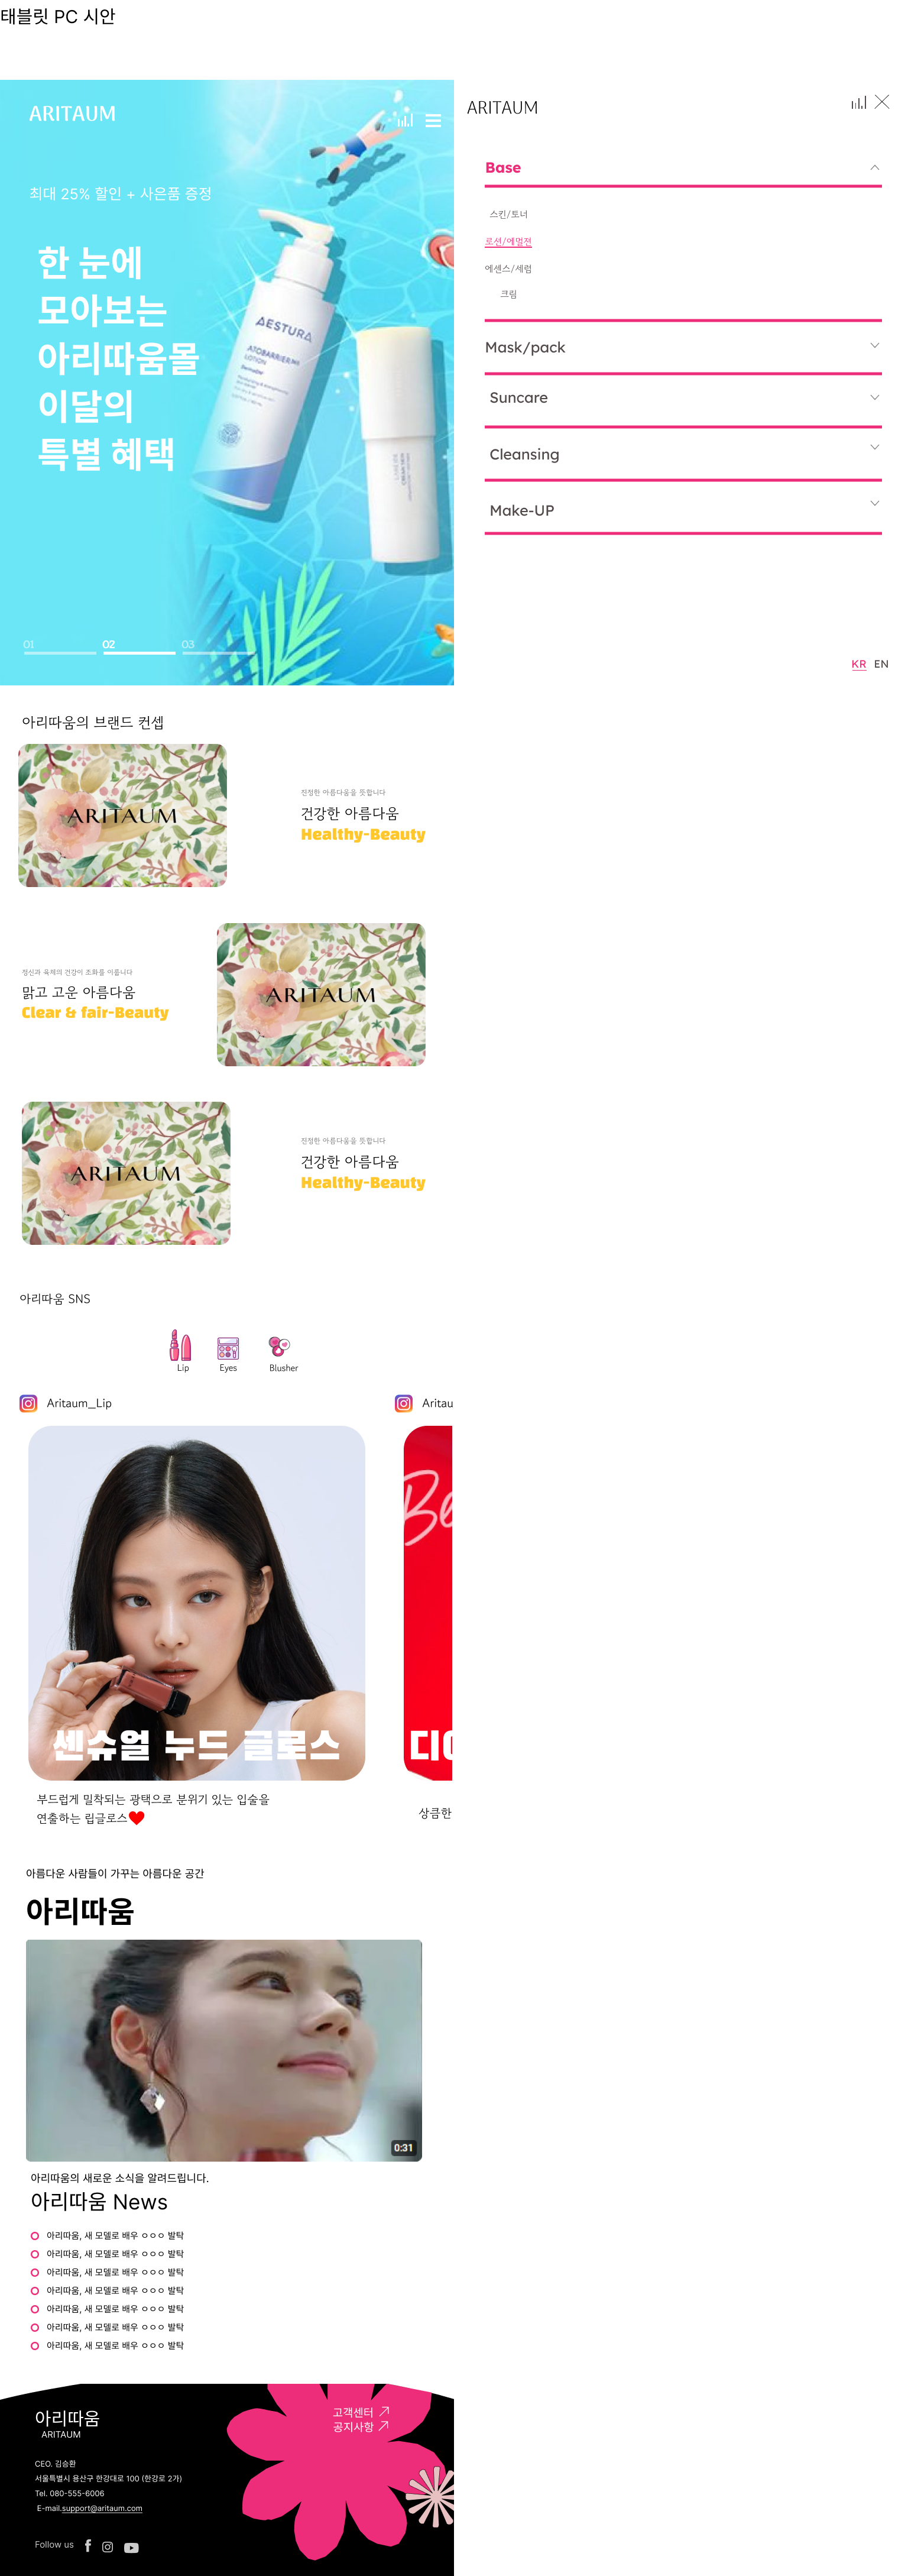 태블릿 PC 시안
ARITAUM
최대 25% 할인 + 사은품 증정
한 눈에
모아보는
아리따움몰
이달의
특별 혜택
AESTURA
ATOBARRIER365
LOTION
01
02
03
ARITAUM
Base
스킨/토너
로션/에멀젼
에센스/세럼
크림
Mask/pack
Suncare
Cleansing
Make-UP
KR EN
아리따움의 브랜드 컨셉
ARITAUM
진정한 아름다움을 뜻합니다
건강한 아름다움
Healthy-Beauty
정신과 육체의 건강이 조화를 이룹니다
맑고 고운 아름다움
Clear & fair-Beauty
ARITAUM
ARITAUM
진정한 아름다움을 뜻합니다
건강한 아름다움
Healthy-Beauty
아리따움 SNS
Lip
Eyes
Blusher
Aritaum_Lip
Aritau
Be
센슈얼 누드 글로스
부드럽게 밀착되는 광택으로 분위기 있는 입술을
연출하는 립글로스
상큼한
아름다운 사람들이 가꾸는 아름다운 공간
아리따움
0:31
아리따움의 새로운 소식을 알려드립니다.
아리따움 News
아리따움, 새 모델로 배우 ㅇㅇㅇ 발탁
아리따움, 새 모델로 배우 ㅇㅇㅇ 발탁
아리따움, 새 모델로 배우 ㅇㅇㅇ 발탁
아리따움, 새 모델로 배우 ㅇㅇㅇ 발탁
아리따움, 새 모델로 배우 ㅇㅇㅇ 발탁
아리따움, 새 모델로 배우 ㅇㅇㅇ 발탁
아리따움, 새 모델로 배우 ㅇㅇㅇ 발탁
아리따움
ARITAUM
고객센터
공지사항
CEO. 김승환
서울특별시 용산구 한강대로 100 (한강로 2가)
Tel. 080-555-6006
E-mail.support@aritaum.com
Follow us